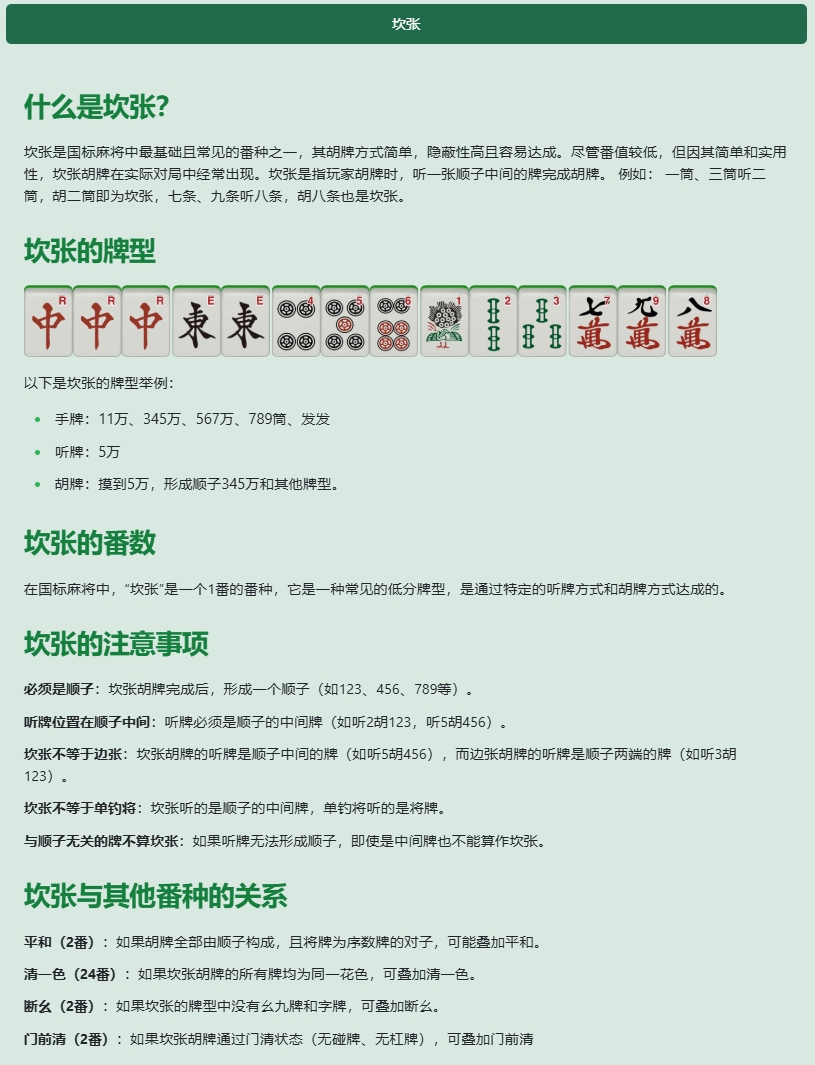 坎张
什么是坎张？
坎张是国标麻将中最基础且常见的番种之一，其胡牌方式简单，隐蔽性高且容易达成。尽管番值较低，但因其简单和实用
性，坎张胡牌在实际对局中经常出现。坎张是指玩家胡牌时，听一张顺子中间的牌完成胡牌。 例如： 一筒、三筒听二
筒，胡二筒即为坎张，七条、九条听八条，胡八条也是坎张。
坎张的牌型
R R R E E 4 5 6 1 2 3 7 9 8
中 中 中 東 東 七萬 九萬 八萬
以下是坎张的牌型举例：
手牌：11万、345万、567万、789筒、发发
听牌：5万
胡牌：摸到5万，形成顺子345万和其他牌型。
坎张的番数
在国标麻将中，“坎张”是一个1番的番种，它是一种常见的低分牌型，是通过特定的听牌方式和胡牌方式达成的。
坎张的注意事项
必须是顺子：坎张胡牌完成后，形成一个顺子（如123、456、789等）。
听牌位置在顺子中间：听牌必须是顺子的中间牌（如听2胡123，听5胡456）。
坎张不等于边张：坎张胡牌的听牌是顺子中间的牌（如听5胡456），而边张胡牌的听牌是顺子两端的牌（如听3胡
123）。
坎张不等于单钓将：坎张听的是顺子的中间牌，单钓将听的是将牌。
与顺子无关的牌不算坎张：如果听牌无法形成顺子，即使是中间牌也不能算作坎张。
坎张与其他番种的关系
平和（2番）：如果胡牌全部由顺子构成，且将牌为序数牌的对子，可能叠加平和。
清一色（24番）：如果坎张胡牌的所有牌均为同一花色，可叠加清一色。
断幺（2番）：如果坎张的牌型中没有幺九牌和字牌，可叠加断幺。
门前清（2番）：如果坎张胡牌通过门清状态（无碰牌、无杠牌），可叠加门前清